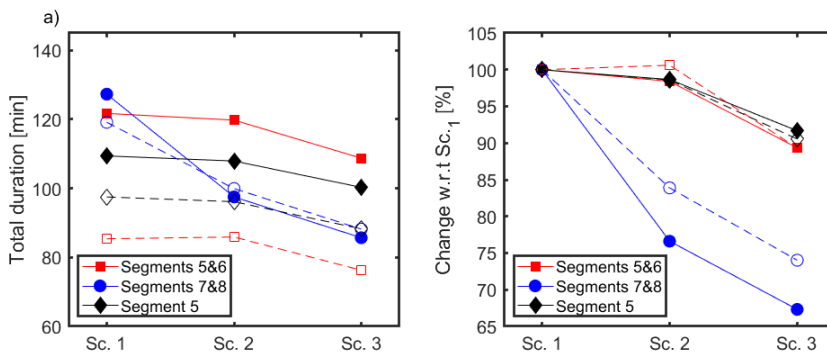 a)
Total duration [min]
140
120
100
80
60
Segments 5&6
Segments 7&8
Segment 5
Sc. 1
Sc. 2
Sc. 3
Change w.r.t Sc.1 [%]
105
100
95
90
85
80
75
70
65
Segments 5&6
Segments 7&8
Segment 5
Sc. 1
Sc. 2
Sc. 3